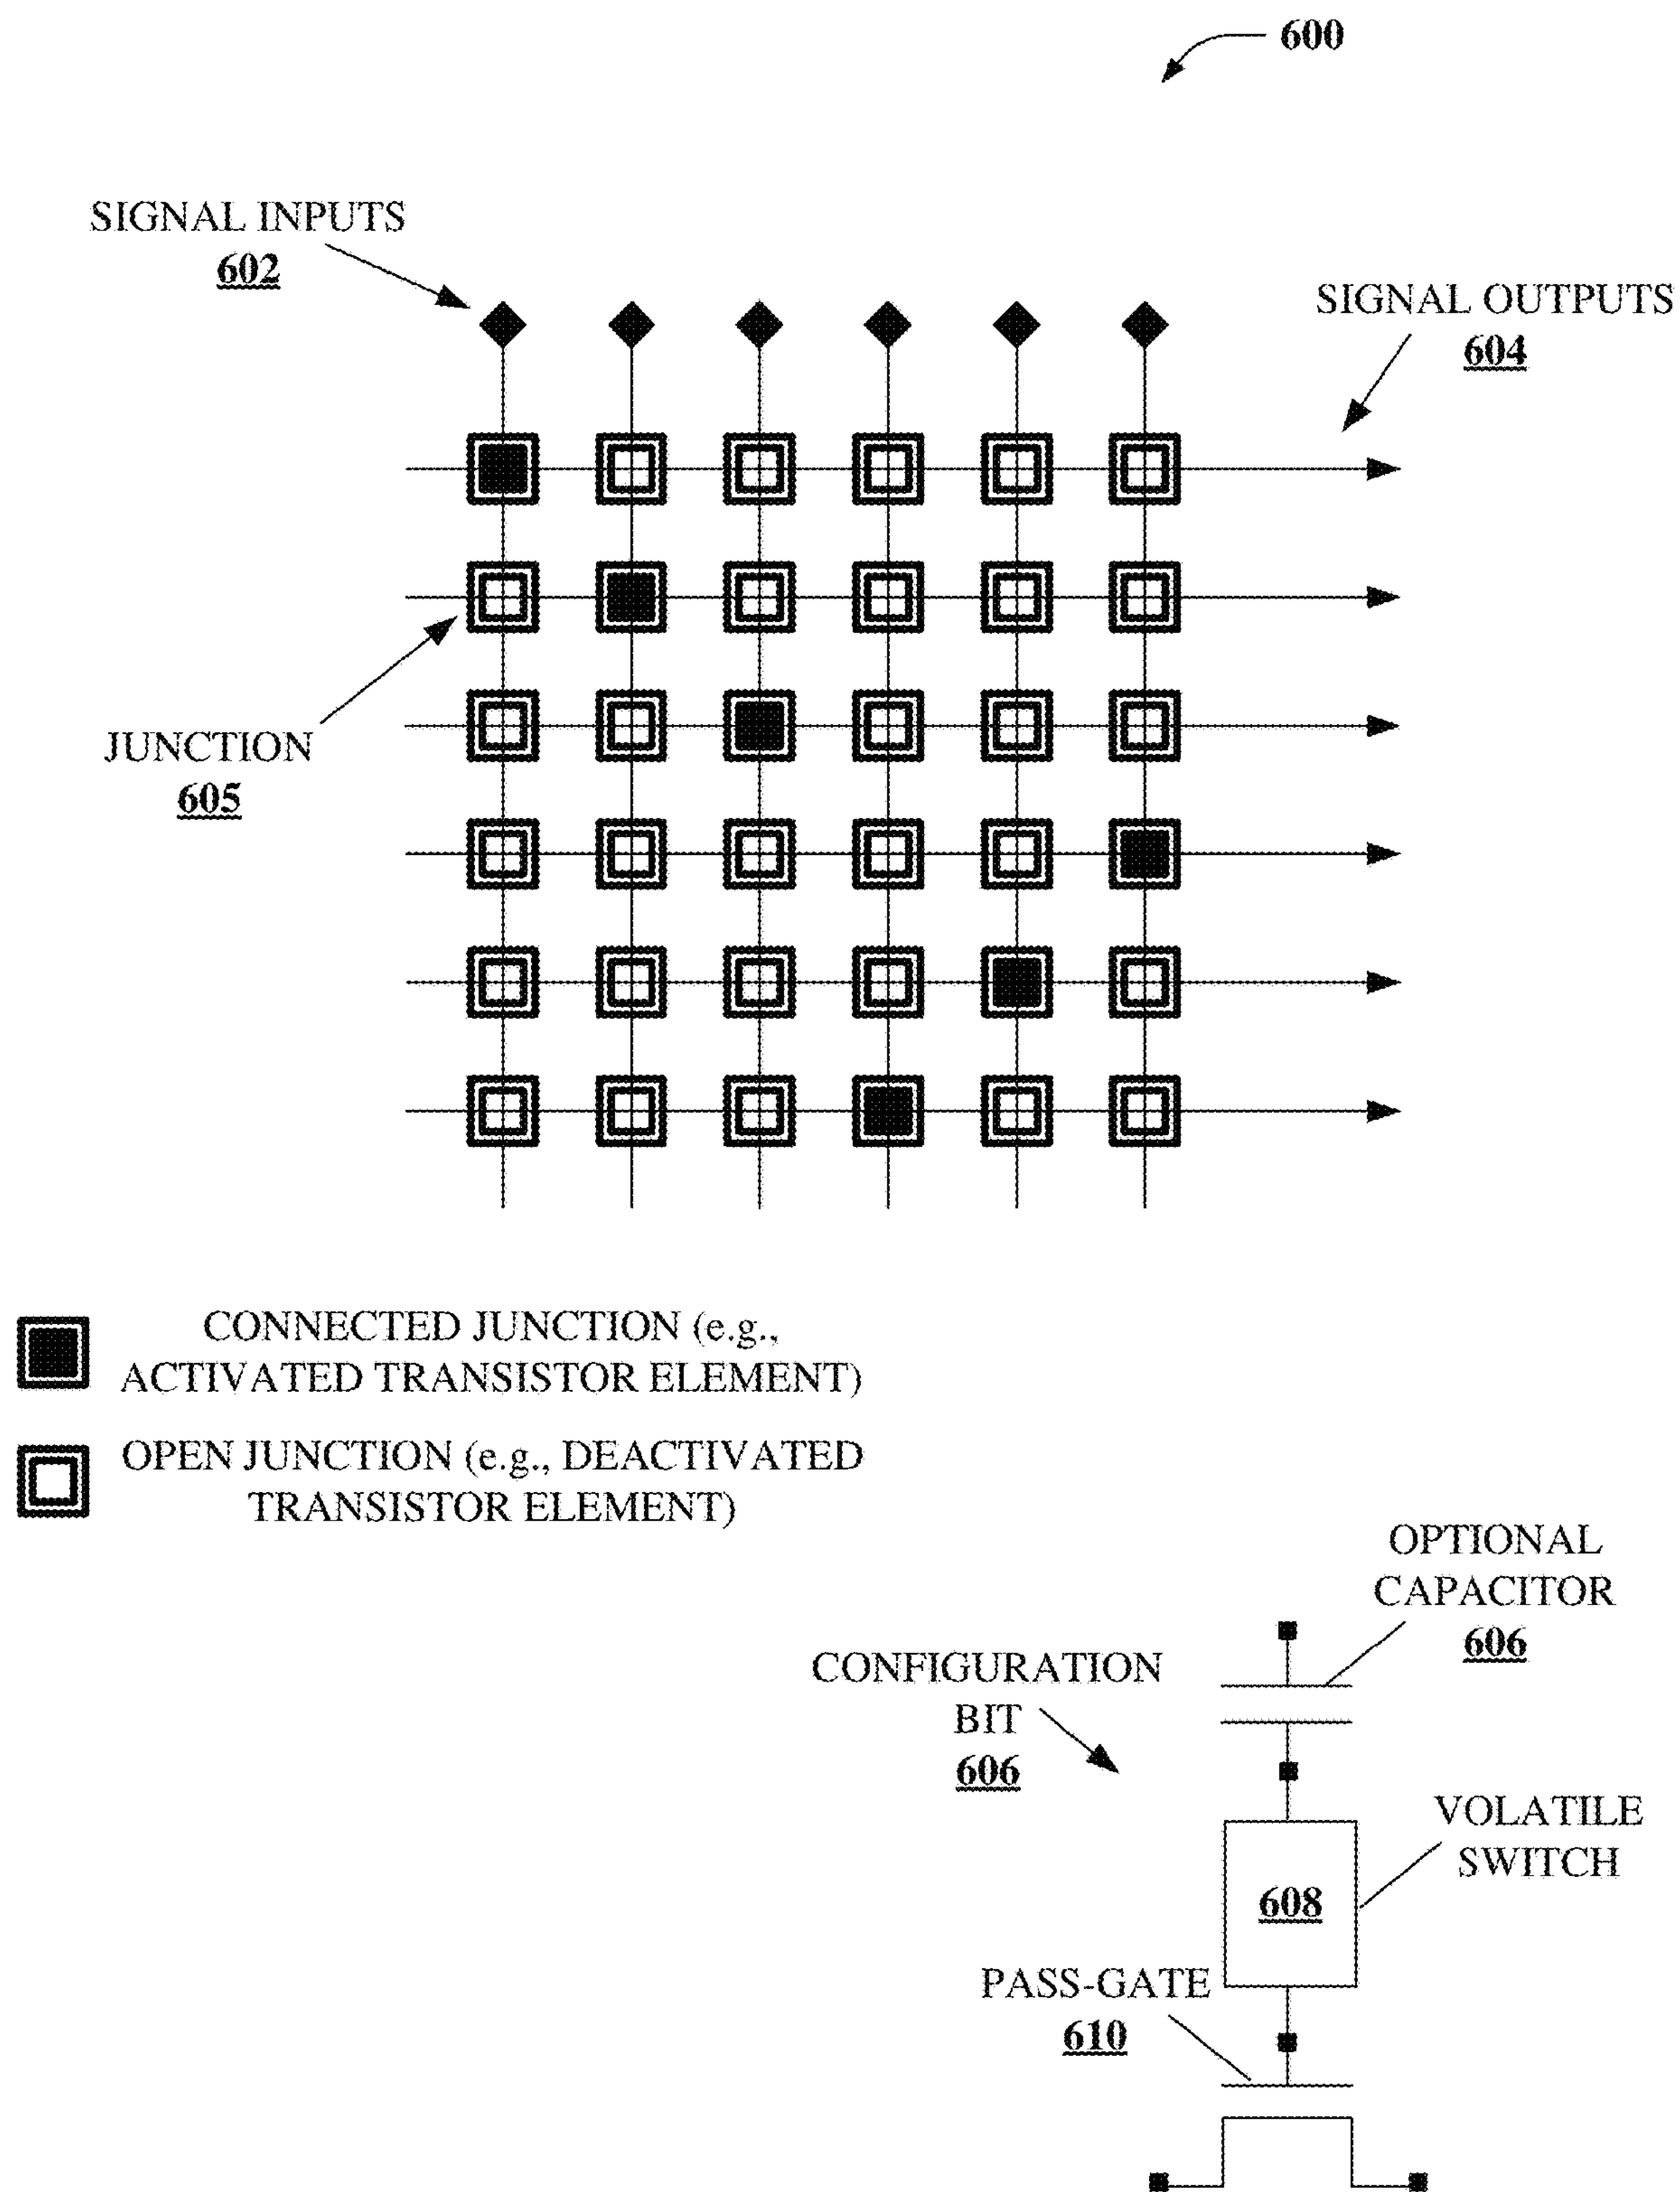 600
SIGNAL INPUTS
602
SIGNAL OUTPUTS
604
JUNCTION
605
CONNECTED JUNCTION (e.g.,
ACTIVATED TRANSISTOR ELEMENT)
OPEN JUNCTION (e.g., DEACTIVATED
TRANSISTOR ELEMENT)
OPTIONAL
CAPACITOR
606
CONFIGURATION
BIT
606
VOLATILE
SWITCH
608
PASS-GATE
610